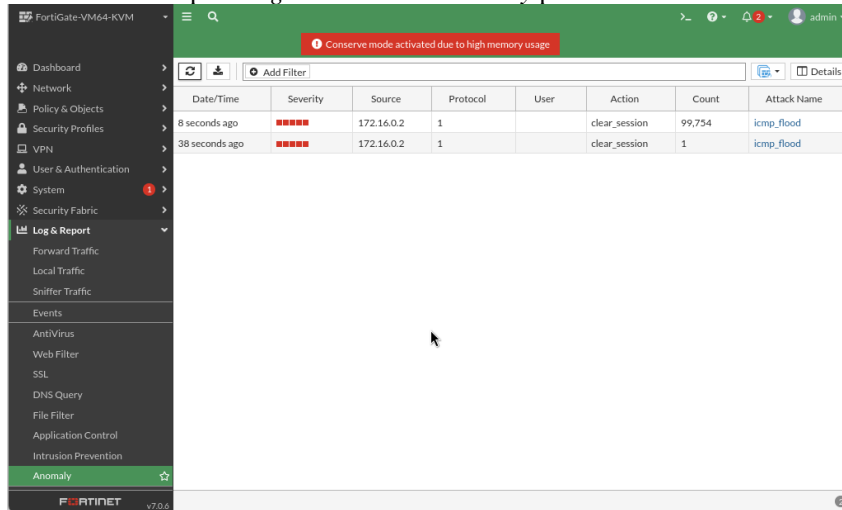 FortiGate-VM64-KVM
>_
2
admin
Conserve mode activated due to high memory usage
Dashboard
Network
Policy & Objects
Security Profiles
VPN
User & Authentication
System 1
Security Fabric
Log & Report
Forward Traffic
Local Traffic
Sniffer Traffic
Events
AntiVirus
Web Filter
SSL
DNS Query
File Filter
Application Control
Intrusion Prevention
Anomaly
FORTINET v7.0.6
Add Filter
Details
Date/Time Severity Source Protocol User Action Count Attack Name
8 seconds ago 172.16.0.2 1 clear_session 99,754 icmp_flood
38 seconds ago 172.16.0.2 1 clear_session 1 icmp_flood